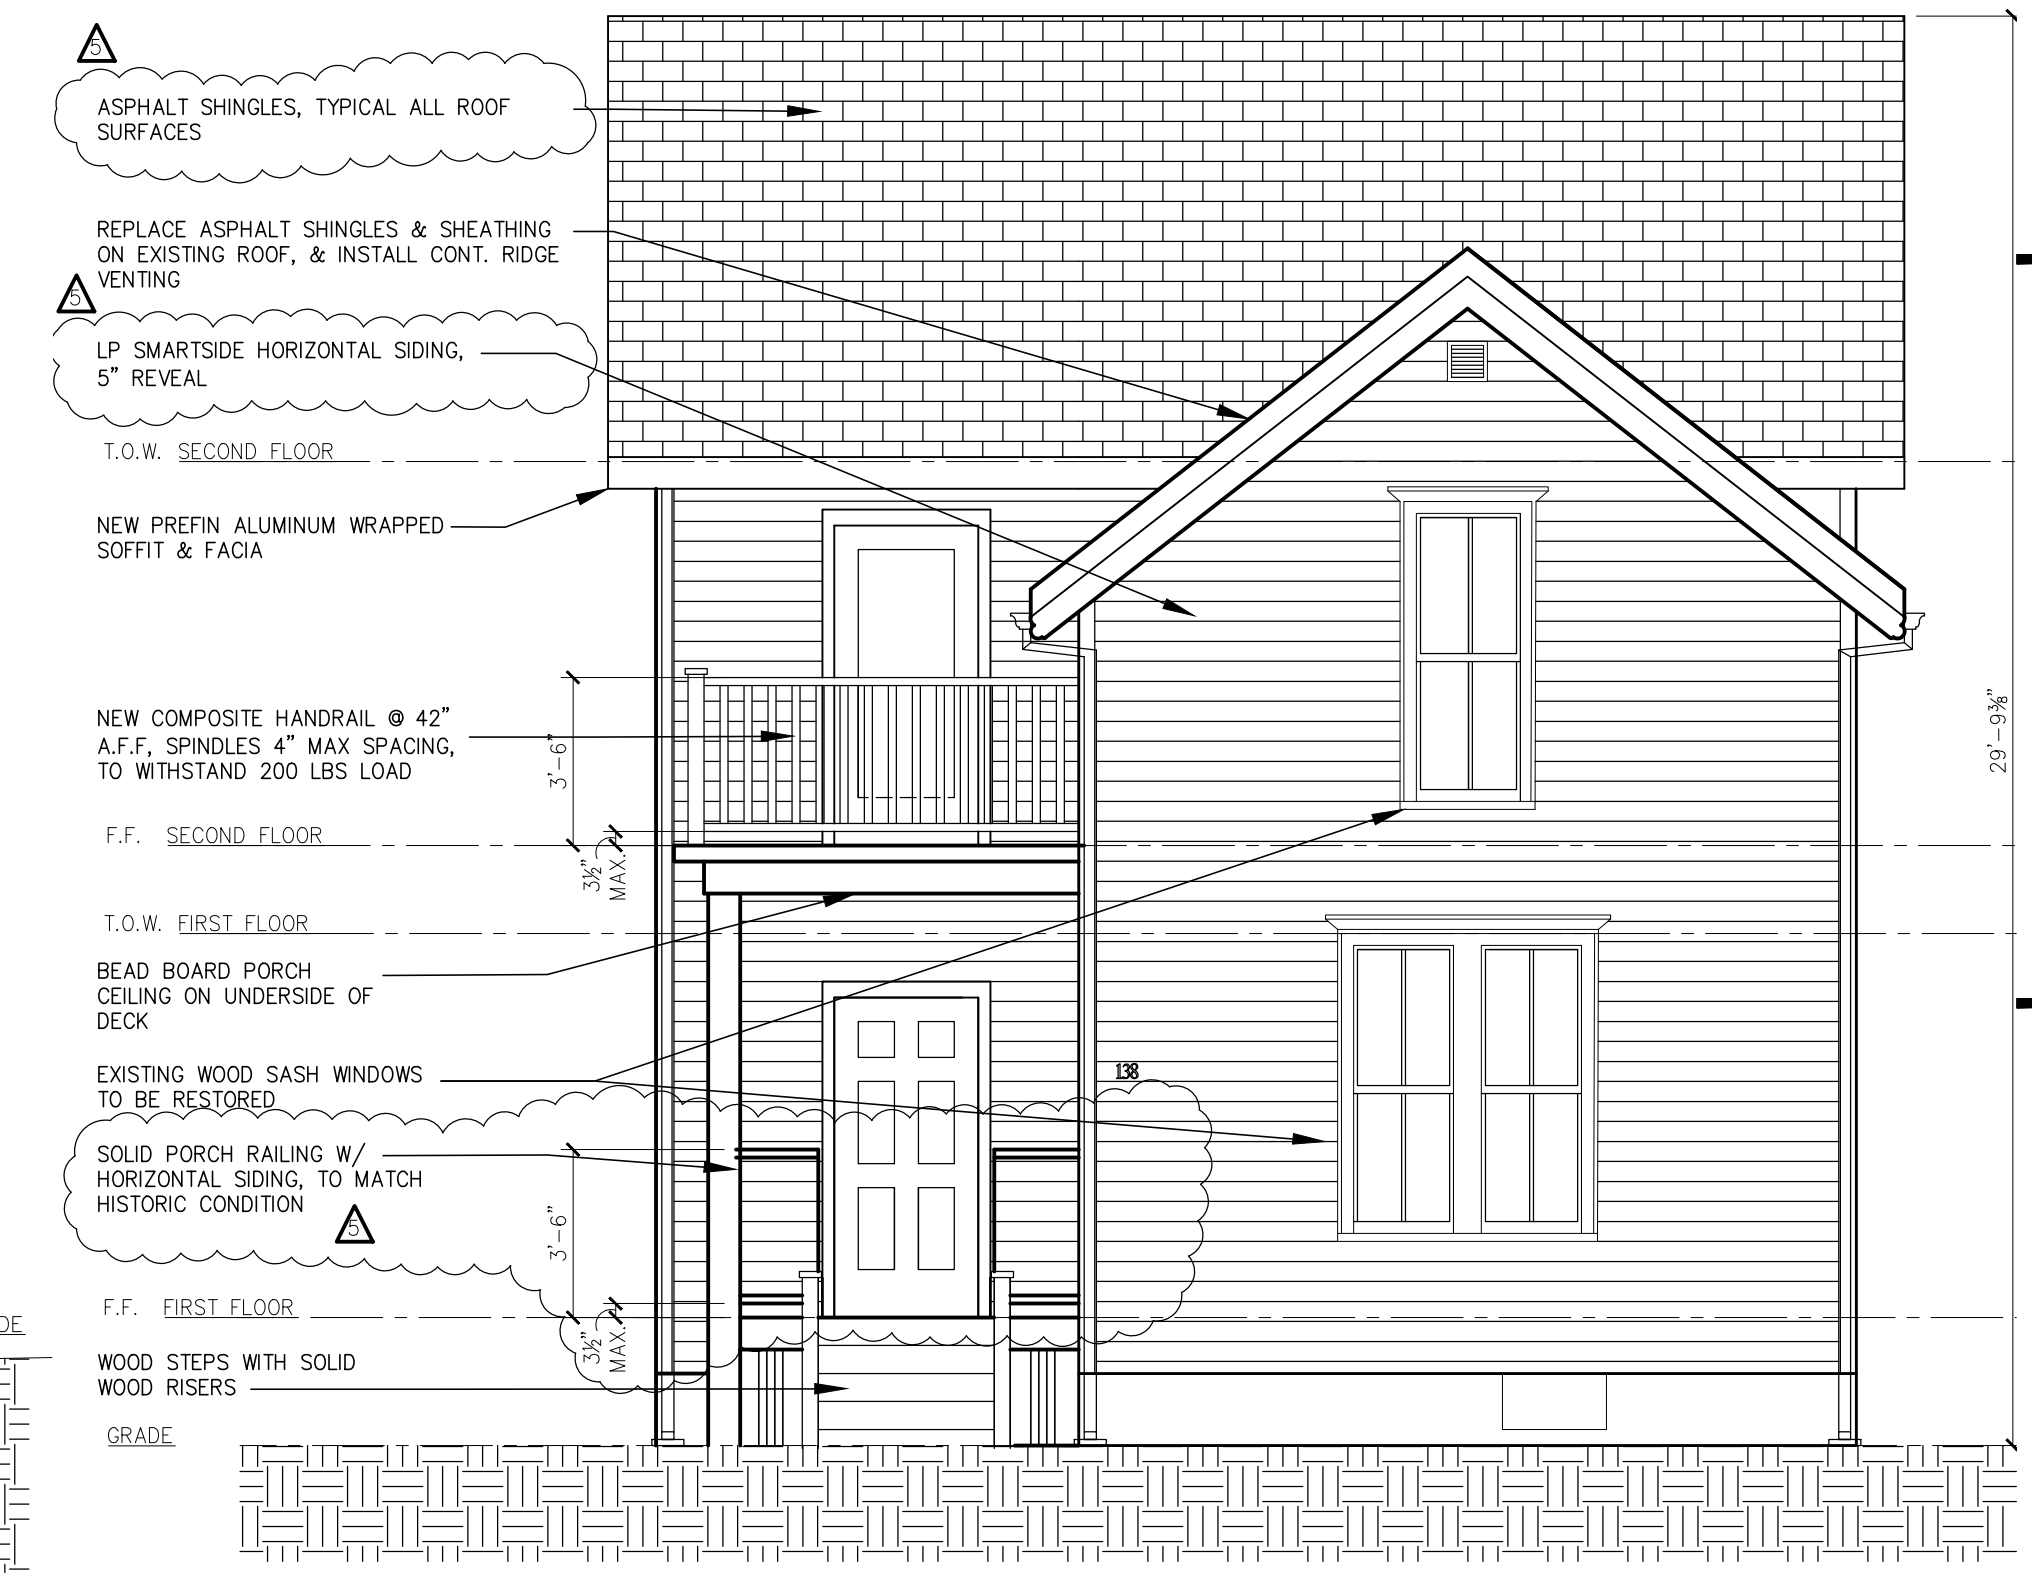 5
ASPHALT SHINGLES, TYPICAL ALL ROOF
SURFACES
REPLACE ASPHALT SHINGLES & SHEATHING
ON EXISTING ROOF, & INSTALL CONT. RIDGE
VENTING
5
LP SMARTSIDE HORIZONTAL SIDING,
5" REVEAL
T.O.W. SECOND FLOOR
NEW PREFIN ALUMINUM WRAPPED
SOFFIT & FACIA
NEW COMPOSITE HANDRAIL @ 42"
A.F.F, SPINDLES 4" MAX SPACING,
TO WITHSTAND 200 LBS LOAD
3'-6"
29'-9⅜"
F.F. SECOND FLOOR
3½"
MAX.
T.O.W. FIRST FLOOR
BEAD BOARD PORCH
CEILING ON UNDERSIDE OF
DECK
EXISTING WOOD SASH WINDOWS
TO BE RESTORED
138
SOLID PORCH RAILING W/
HORIZONTAL SIDING, TO MATCH
HISTORIC CONDITION
5
3'-6"
F.F. FIRST FLOOR
DE
3½"
MAX.
WOOD STEPS WITH SOLID
WOOD RISERS
GRADE